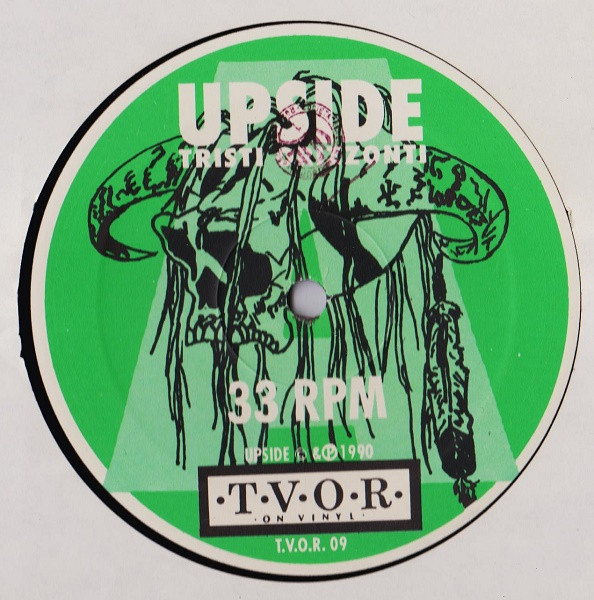 UPSIDE
TRISTI
33 RPM
UPSIDE © & ℗ 1990
·T·V·O·R·
·ON VINYL·
T.V.O.R. 09
A